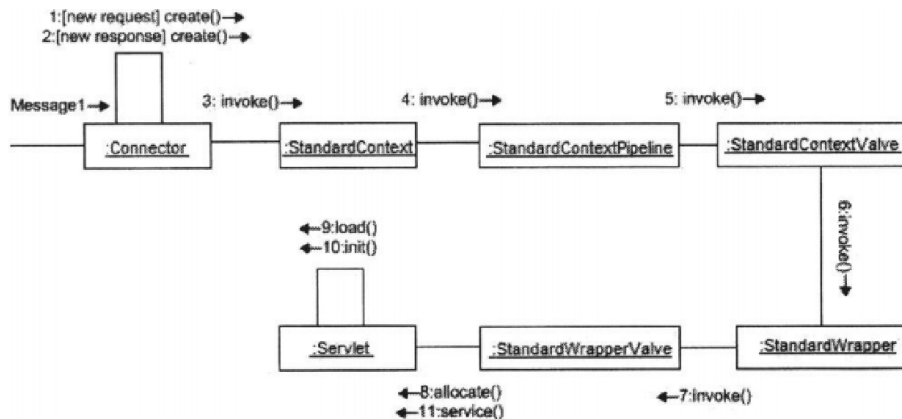 1:[new request] create()
2:[new response] create()
Message1
3: invoke()
4: invoke()
5: invoke()
:Connector
:StandardContext
:StandardContextPipeline
:StandardContextValve
6:invoke()
9:load()
10:init()
:Servlet
:StandardWrapperValve
:StandardWrapper
8:allocate()
11:service()
7:invoke()